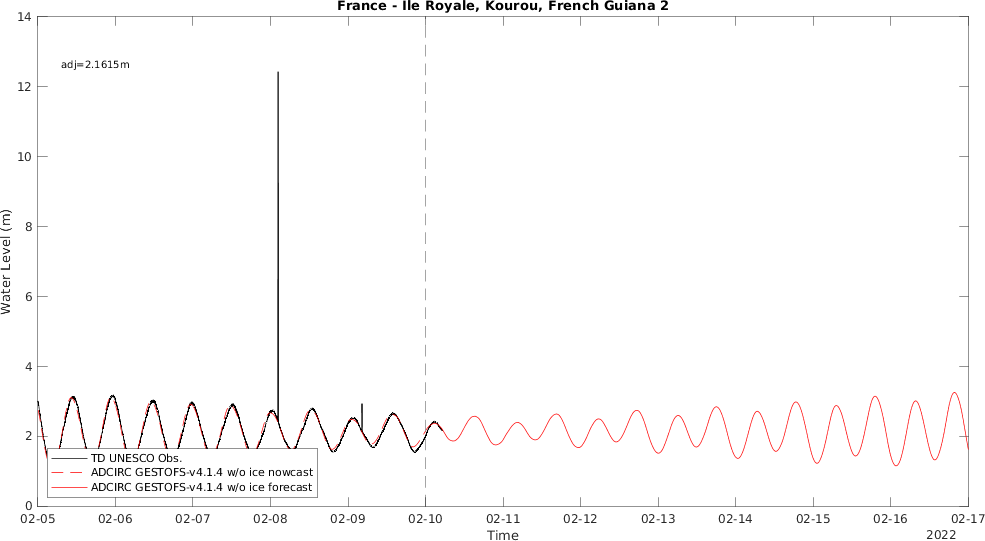 France - Ile Royale, Kourou, French Guiana 2
14
12
10
8
6
4
2
0
Water Level (m)
adj=2.1615m
TD UNESCO Obs.
ADCIRC GESTOFS-v4.1.4 w/o ice nowcast
ADCIRC GESTOFS-v4.1.4 w/o ice forecast
02-05 02-06 02-07 02-08 02-09 02-10 02-11 02-12 02-13 02-14 02-15 02-16 02-17
Time
2022